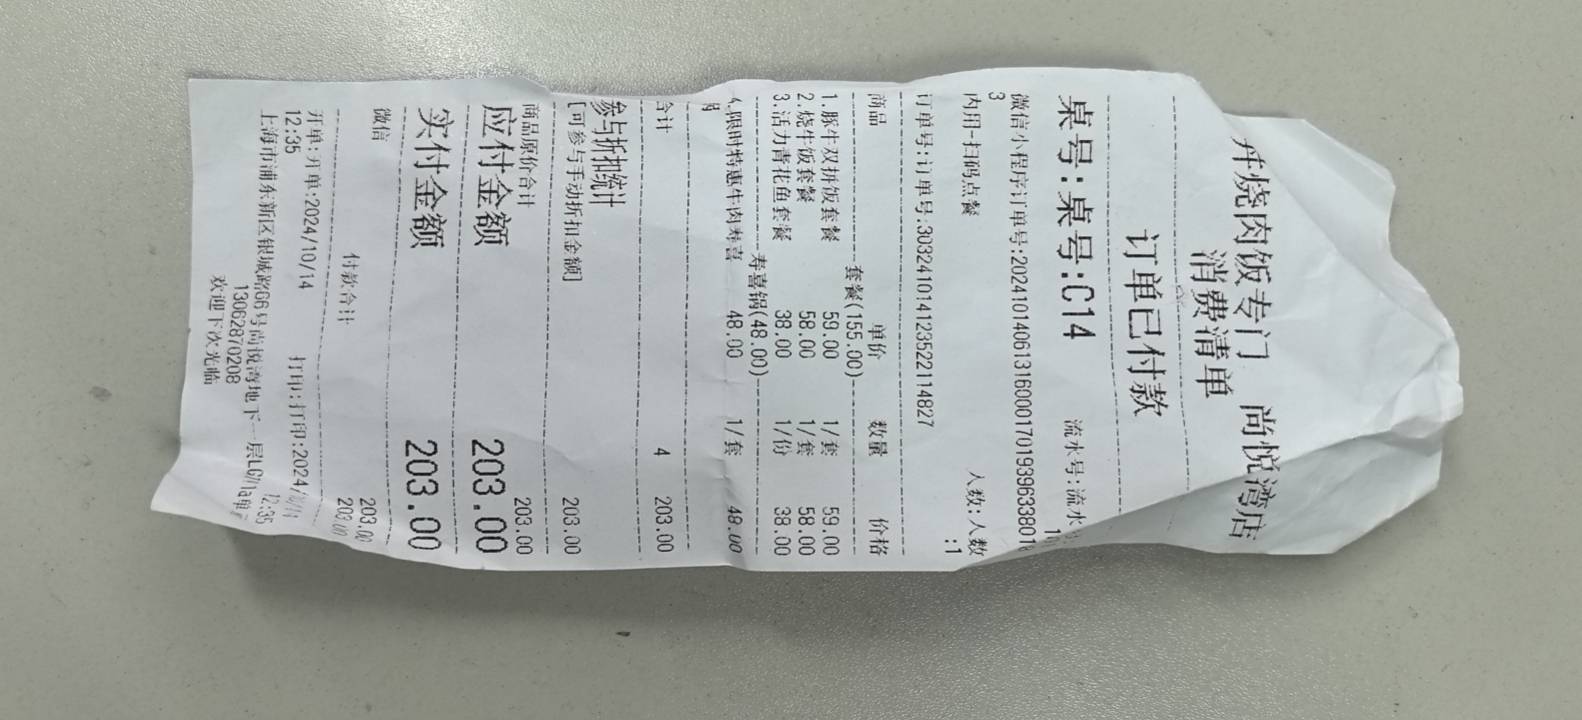 丼烧肉饭专门 尚悦湾店
消费清单
订单已付款
桌号:桌号:C14
流水号:流水
微信小程序订单号:2024101406131600017019396338018
3
内用-扫码点餐 人数:人数
:1
订单号:订单号:30324101412352211​4827
商品 单价 数量 价格
套餐(155.00)
1.豚牛双拼饭套餐 59.00 1/套 59.00
2.烧牛饭套餐 58.00 1/套 58.00
3.活力青花鱼套餐 38.00 1/份 38.00
寿喜锅(48.00)
4.限时特惠牛肉寿喜 48.00 1/套 48.00
合计 4 203.00
参与折扣统计
[可参与手动折扣金额] 203.00
商品原价合计 203.00
应付金额 203.00
实付金额 203.00
微信 203.00
付款合计 203.00
开单:开单:2024/10/14 打印:打印:2024/10/14
12:35 12:35
上海市浦东新区银城路66号尚悦湾地下一层LG
13062870208
欢迎下次光临